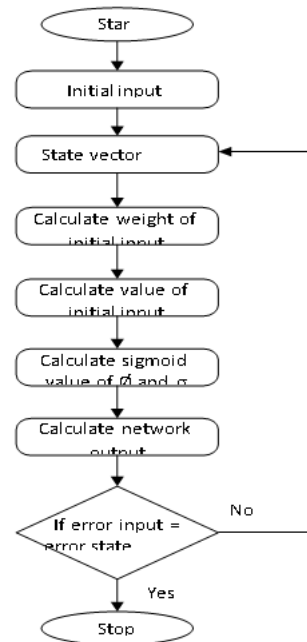 Star
Initial input
State vector
Calculate weight of
initial input
Calculate value of
initial input
Calculate sigmoid
value of Ø and σ
Calculate network
output
If error input =
error state
No
Yes
Stop